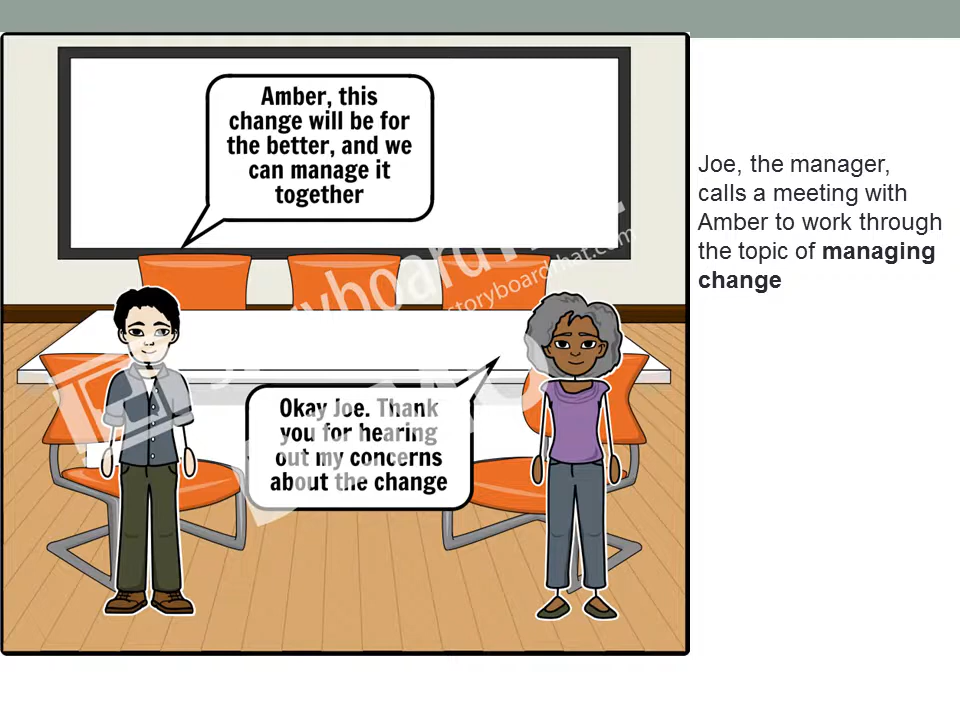 Amber, this
change will be for
the better, and we
can manage it
together
Okay Joe. Thank
you for hearing
out my concerns
about the change
Joe, the manager,
calls a meeting with
Amber to work through
the topic of managing
change
storyboardthat.com